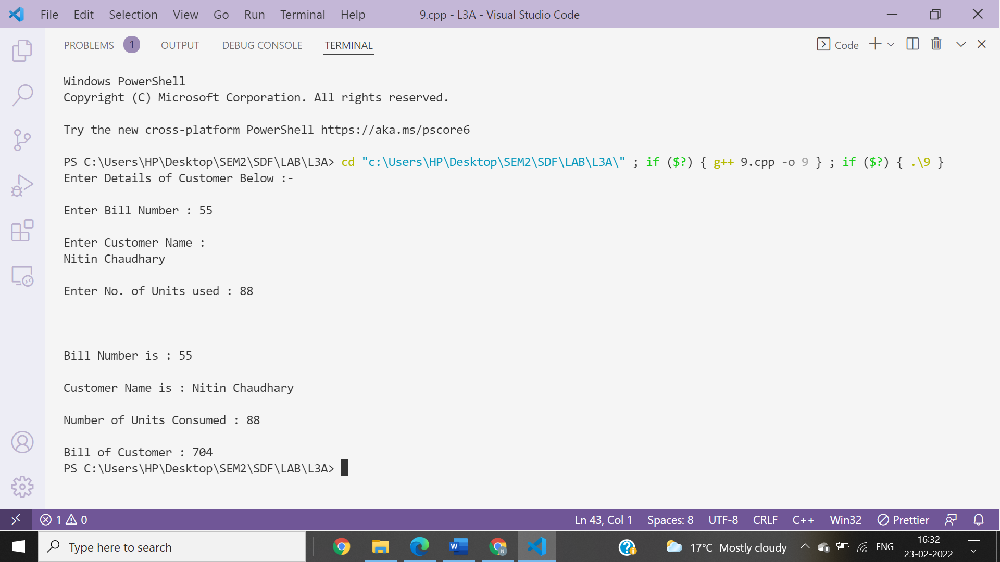 File Edit Selection View Go Run Terminal Help 9.cpp - L3A - Visual Studio Code
PROBLEMS 1 OUTPUT DEBUG CONSOLE TERMINAL Code
Windows PowerShell
Copyright (C) Microsoft Corporation. All rights reserved.
Try the new cross-platform PowerShell https://aka.ms/pscore6
PS C:\Users\HP\Desktop\SEM2\SDF\LAB\L3A> cd "c:\Users\HP\Desktop\SEM2\SDF\LAB\L3A\" ; if ($?) { g++ 9.cpp -o 9 } ; if ($?) { .\9 }
Enter Details of Customer Below :-
Enter Bill Number : 55
Enter Customer Name :
Nitin Chaudhary
Enter No. of Units used : 88
Bill Number is : 55
Customer Name is : Nitin Chaudhary
Number of Units Consumed : 88
Bill of Customer : 704
PS C:\Users\HP\Desktop\SEM2\SDF\LAB\L3A>
1 0 Ln 43, Col 1 Spaces: 8 UTF-8 CRLF C++ Win32 Prettier
Type here to search W N 17°C Mostly cloudy ENG 16:32
23-02-2022